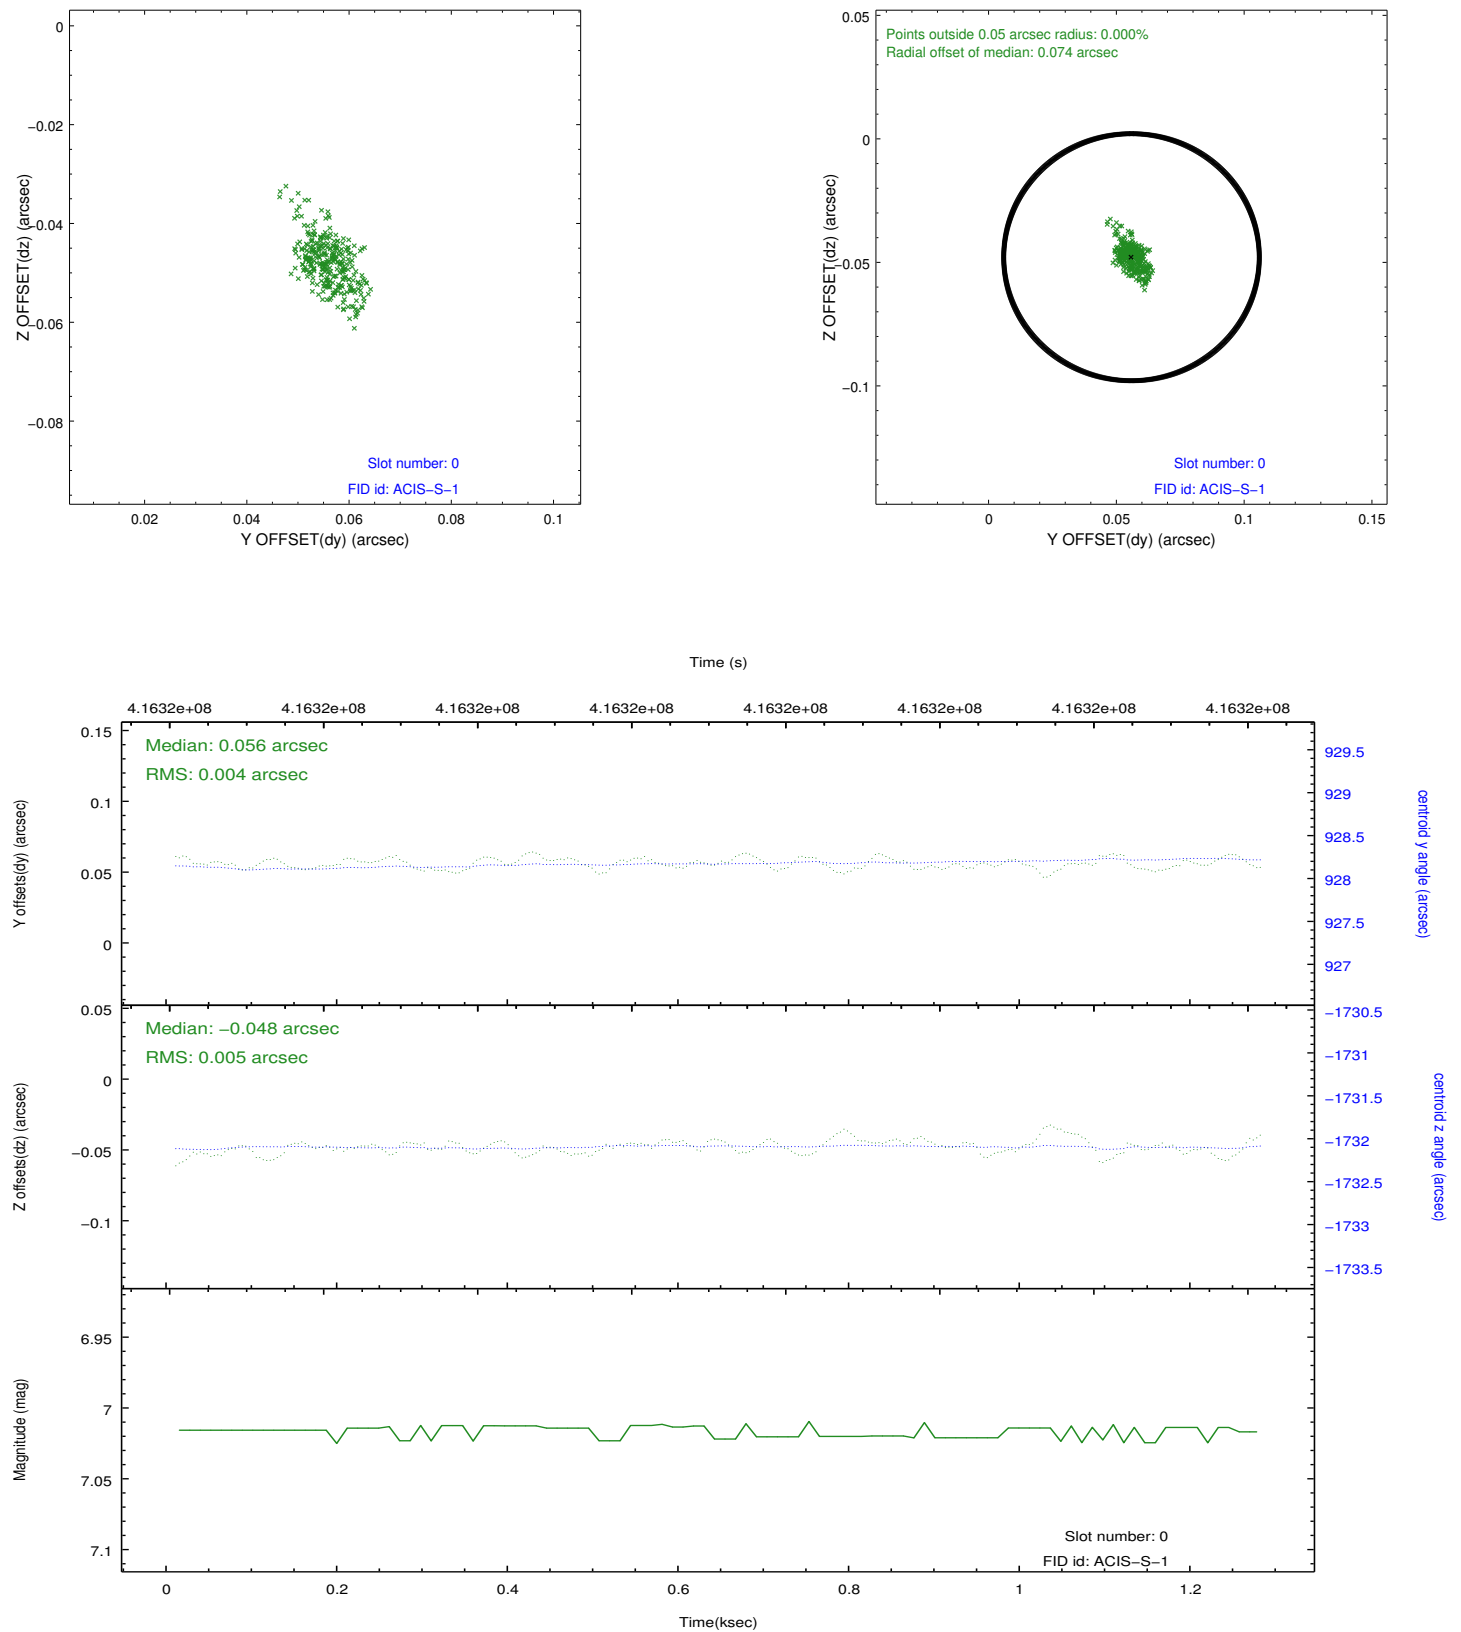 0
−0.02
−0.04
−0.06
−0.08
Z OFFSET(dz) (arcsec)
0.02 0.04 0.06 0.08 0.1
Y OFFSET(dy) (arcsec)
Slot number: 0
FID id: ACIS−S−1
Points outside 0.05 arcsec radius: 0.000%
Radial offset of median: 0.074 arcsec
0.05
0
−0.05
−0.1
Z OFFSET(dz) (arcsec)
Slot number: 0
FID id: ACIS−S−1
0 0.05 0.1 0.15
Y OFFSET(dy) (arcsec)
Time (s)
4.1632e+08 4.1632e+08 4.1632e+08 4.1632e+08 4.1632e+08 4.1632e+08 4.1632e+08 4.1632e+08
Median: 0.056 arcsec
RMS: 0.004 arcsec
0.15
0.1
0.05
0
Y offsets(dy) (arcsec)
929.5
929
928.5
928
927.5
927
centroid y angle (arcsec)
Median: −0.048 arcsec
RMS: 0.005 arcsec
0.05
0
−0.05
−0.1
Z offsets(dz) (arcsec)
−1730.5
−1731
−1731.5
−1732
−1732.5
−1733
−1733.5
centroid z angle (arcsec)
6.95
7
7.05
7.1
Magnitude (mag)
Slot number: 0
FID id: ACIS−S−1
0 0.2 0.4 0.6 0.8 1 1.2
Time(ksec)